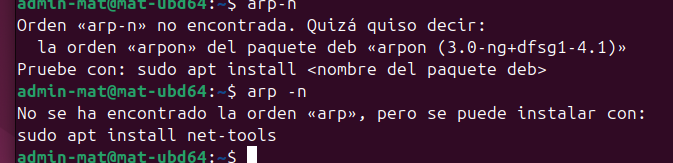 admin-mat@mat-ubd64:~$ arp-n
Orden «arp-n» no encontrada. Quizá quiso decir:
  la orden «arpon» del paquete deb «arpon (3.0-ng+dfsg1-4.1)»
Pruebe con: sudo apt install <nombre del paquete deb>
admin-mat@mat-ubd64:~$ arp -n
No se ha encontrado la orden «arp», pero se puede instalar con:
sudo apt install net-tools
admin-mat@mat-ubd64:~$